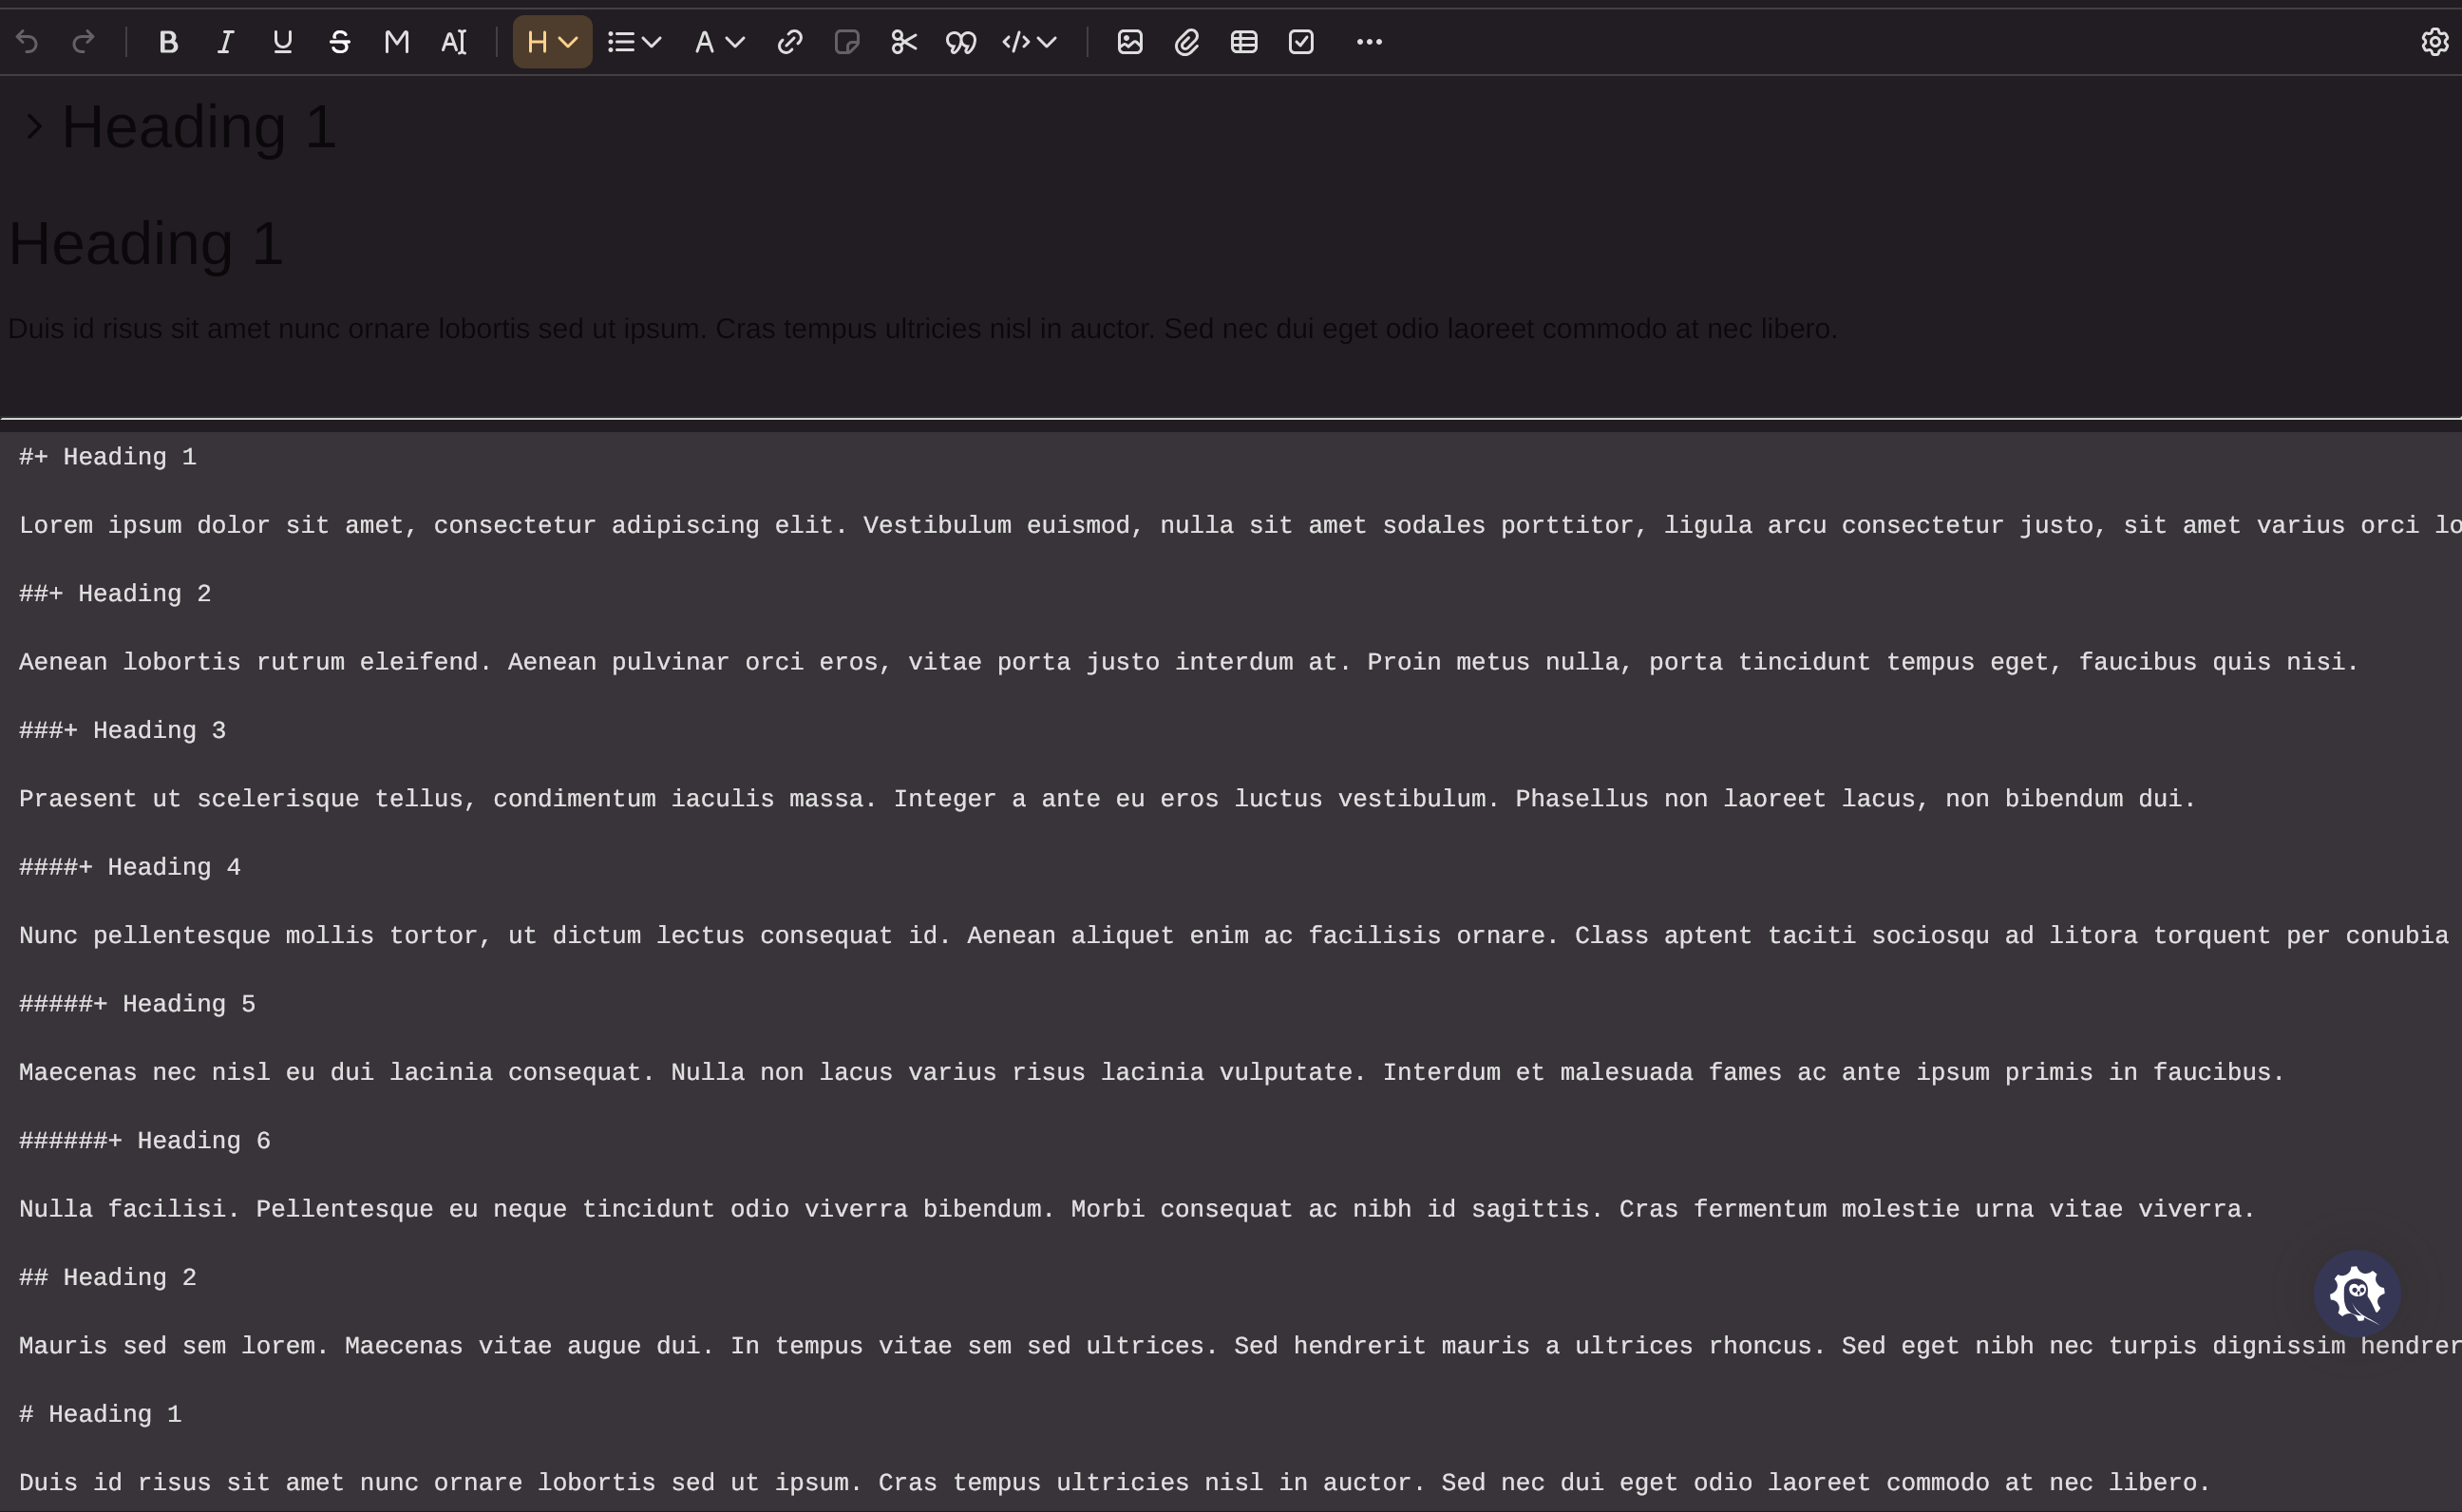 B I U S M AI H A
Heading 1
Heading 1
Duis id risus sit amet nunc ornare lobortis sed ut ipsum. Cras tempus ultricies nisl in auctor. Sed nec dui eget odio laoreet commodo at nec libero.
#+ Heading 1
Lorem ipsum dolor sit amet, consectetur adipiscing elit. Vestibulum euismod, nulla sit amet sodales porttitor, ligula arcu consectetur justo, sit amet varius orci lo
##+ Heading 2
Aenean lobortis rutrum eleifend. Aenean pulvinar orci eros, vitae porta justo interdum at. Proin metus nulla, porta tincidunt tempus eget, faucibus quis nisi.
###+ Heading 3
Praesent ut scelerisque tellus, condimentum iaculis massa. Integer a ante eu eros luctus vestibulum. Phasellus non laoreet lacus, non bibendum dui.
####+ Heading 4
Nunc pellentesque mollis tortor, ut dictum lectus consequat id. Aenean aliquet enim ac facilisis ornare. Class aptent taciti sociosqu ad litora torquent per conubia
#####+ Heading 5
Maecenas nec nisl eu dui lacinia consequat. Nulla non lacus varius risus lacinia vulputate. Interdum et malesuada fames ac ante ipsum primis in faucibus.
######+ Heading 6
Nulla facilisi. Pellentesque eu neque tincidunt odio viverra bibendum. Morbi consequat ac nibh id sagittis. Cras fermentum molestie urna vitae viverra.
## Heading 2
Mauris sed sem lorem. Maecenas vitae augue dui. In tempus vitae sem sed ultrices. Sed hendrerit mauris a ultrices rhoncus. Sed eget nibh nec turpis dignissim hendrer
# Heading 1
Duis id risus sit amet nunc ornare lobortis sed ut ipsum. Cras tempus ultricies nisl in auctor. Sed nec dui eget odio laoreet commodo at nec libero.